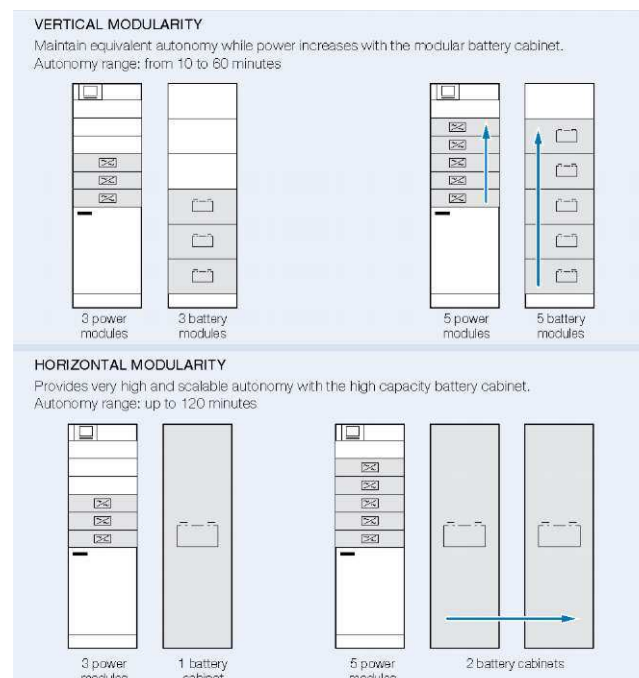 VERTICAL MODULARITY
Maintain equivalent autonomy while power increases with the modular battery cabinet.
Autonomy range: from 10 to 60 minutes
3 power modules
3 battery modules
5 power modules
5 battery modules
HORIZONTAL MODULARITY
Provides very high and scalable autonomy with the high capacity battery cabinet.
Autonomy range: up to 120 minutes
3 power modules
1 battery cabinet
5 power modules
2 battery cabinets